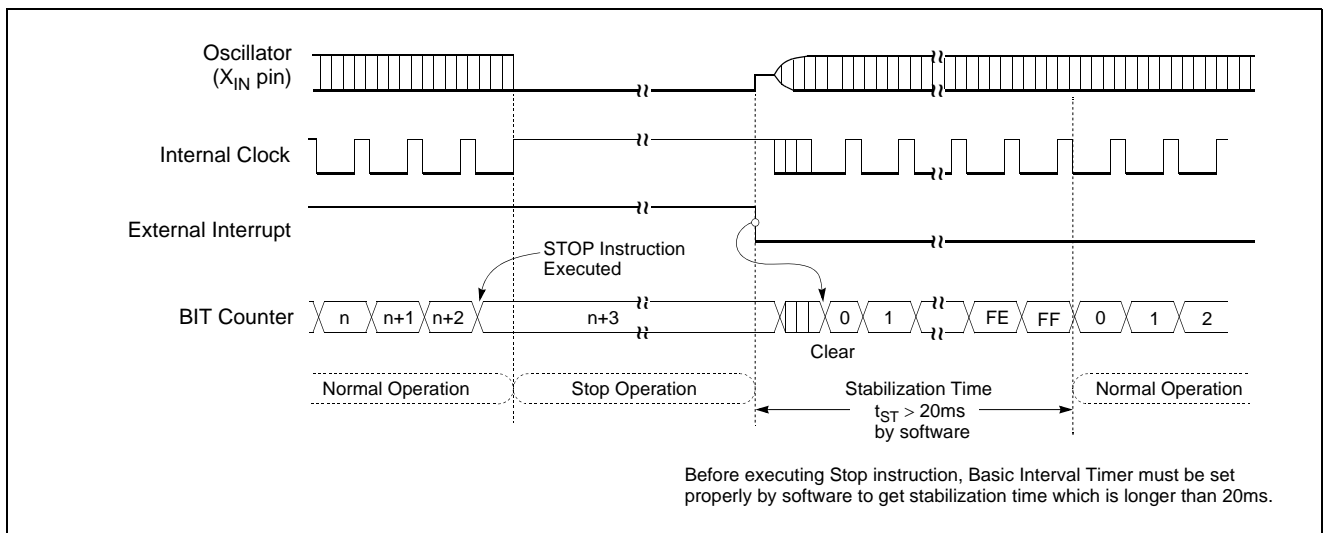 Oscillator
(XIN pin)
Internal Clock
External Interrupt
STOP Instruction
Executed
BIT Counter
n n+1 n+2 n+3 0 1 FE FF 0 1 2
Clear
Normal Operation Stop Operation Stabilization Time Normal Operation
tST > 20ms
by software
Before executing Stop instruction, Basic Interval Timer must be set
properly by software to get stabilization time which is longer than 20ms.